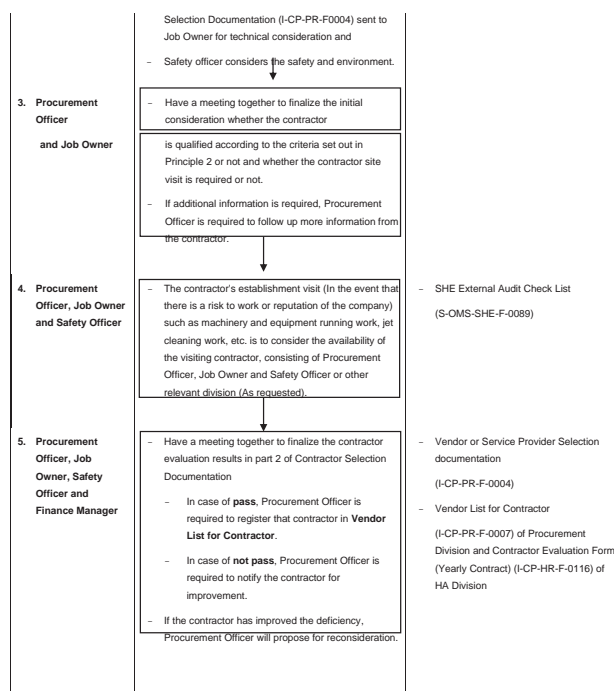 Selection Documentation (I-CP-PR-F0004) sent to
Job Owner for technical consideration and
– Safety officer considers the safety and environment.
3. Procurement
Officer
and Job Owner
– Have a meeting together to finalize the initial
consideration whether the contractor
is qualified according to the criteria set out in
Principle 2 or not and whether the contractor site
visit is required or not.
– If additional information is required, Procurement
Officer is required to follow up more information from
the contractor.
4. Procurement
Officer, Job Owner
and Safety Officer
– The contractor's establishment visit (In the event that
there is a risk to work or reputation of the company)
such as machinery and equipment running work, jet
cleaning work, etc. is to consider the availability of
the visiting contractor, consisting of Procurement
Officer, Job Owner and Safety Officer or other
relevant division (As requested).
– SHE External Audit Check List
(S-OMS-SHE-F-0089)
5. Procurement
Officer, Job
Owner, Safety
Officer and
Finance Manager
– Have a meeting together to finalize the contractor
evaluation results in part 2 of Contractor Selection
Documentation
– In case of pass, Procurement Officer is
required to register that contractor in Vendor
List for Contractor.
– In case of not pass, Procurement Officer is
required to notify the contractor for
improvement.
– If the contractor has improved the deficiency,
Procurement Officer will propose for reconsideration.
– Vendor or Service Provider Selection
documentation
(I-CP-PR-F-0004)
– Vendor List for Contractor
(I-CP-PR-F-0007) of Procurement
Division and Contractor Evaluation Form
(Yearly Contract) (I-CP-HR-F-0116) of
HA Division